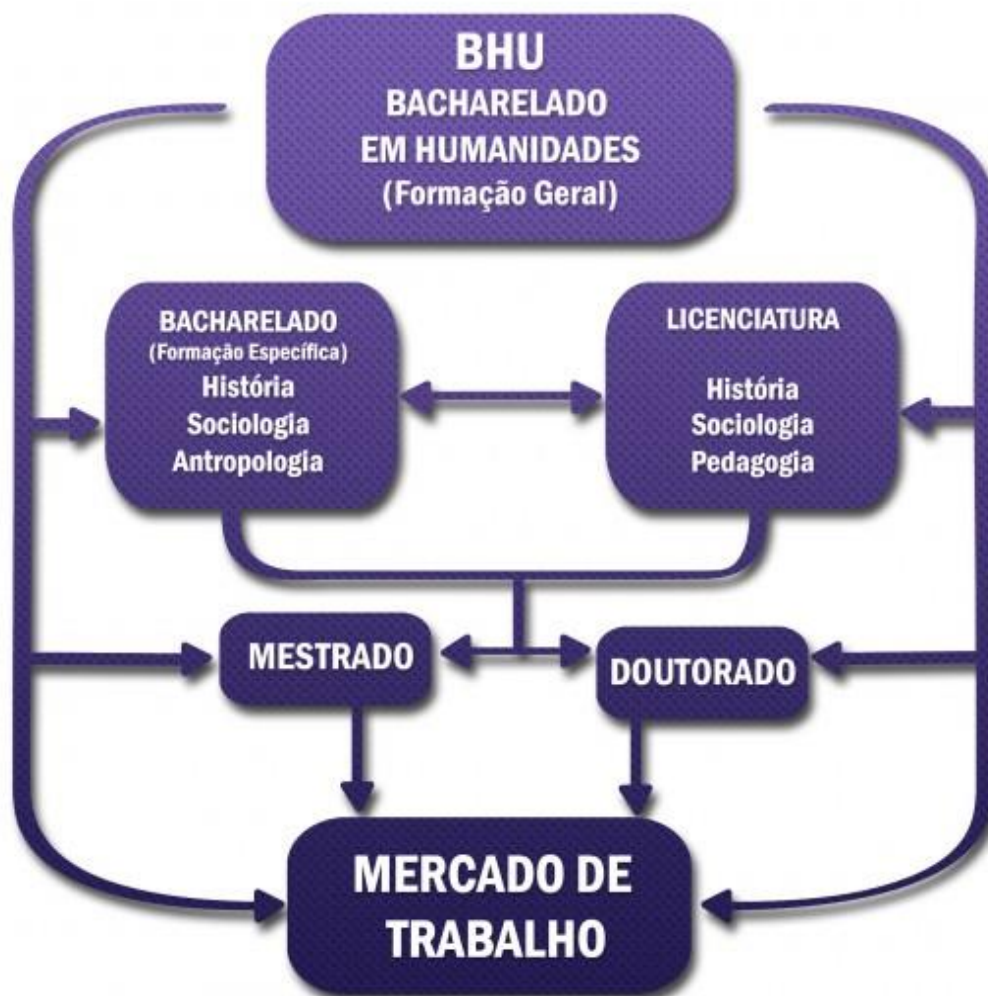 BHU
BACHARELADO
EM HUMANIDADES
(Formação Geral)
BACHARELADO
(Formação Específica)
História
Sociologia
Antropologia
LICENCIATURA
História
Sociologia
Pedagogia
MESTRADO
DOUTORADO
MERCADO DE
TRABALHO